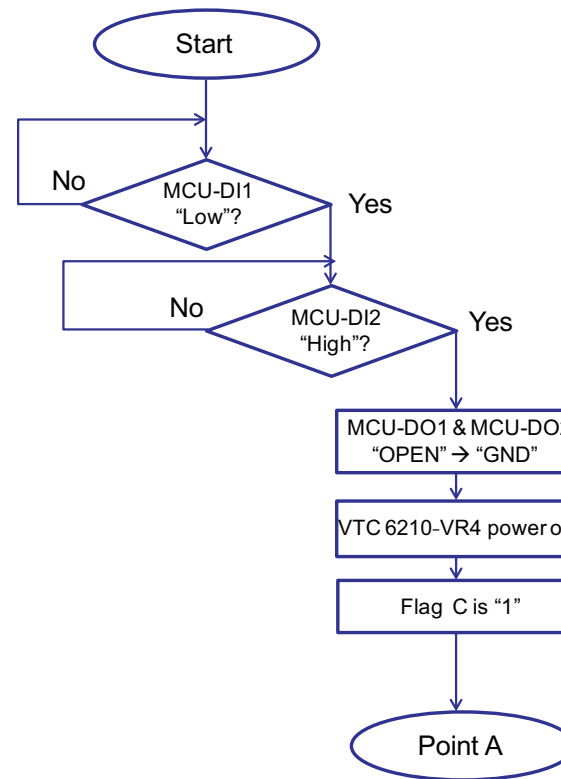 Start
No
MCU-DI1
“Low”?
Yes
No
MCU-DI2
“High”?
Yes
MCU-DO1 & MCU-DO2
“OPEN” → “GND”
VTC 6210-VR4 power
Flag C is “1”
Point A